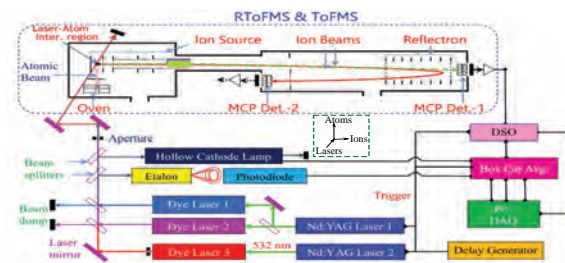 RToFMS & ToFMS
Laser-Atom
Inter. region
Ion Source
Ion Beams
Reflectron
Atomic
Beam
Oven
MCP Det.-2
MCP Det.-1
Aperture
Atoms
Ions
Lasers
DSO
Beam
spliiters
Hollow Cathode Lamp
Etalon
Photodiode
Box Car Avg.
Trigger
Beam
dump
Dye Laser 1
Dye Laser 2
Nd:YAG Laser 1
PC
DAQ
Laser
mirrur
Dye Laser 3
532 nm
Nd:YAG Laser 2
Delay Generator